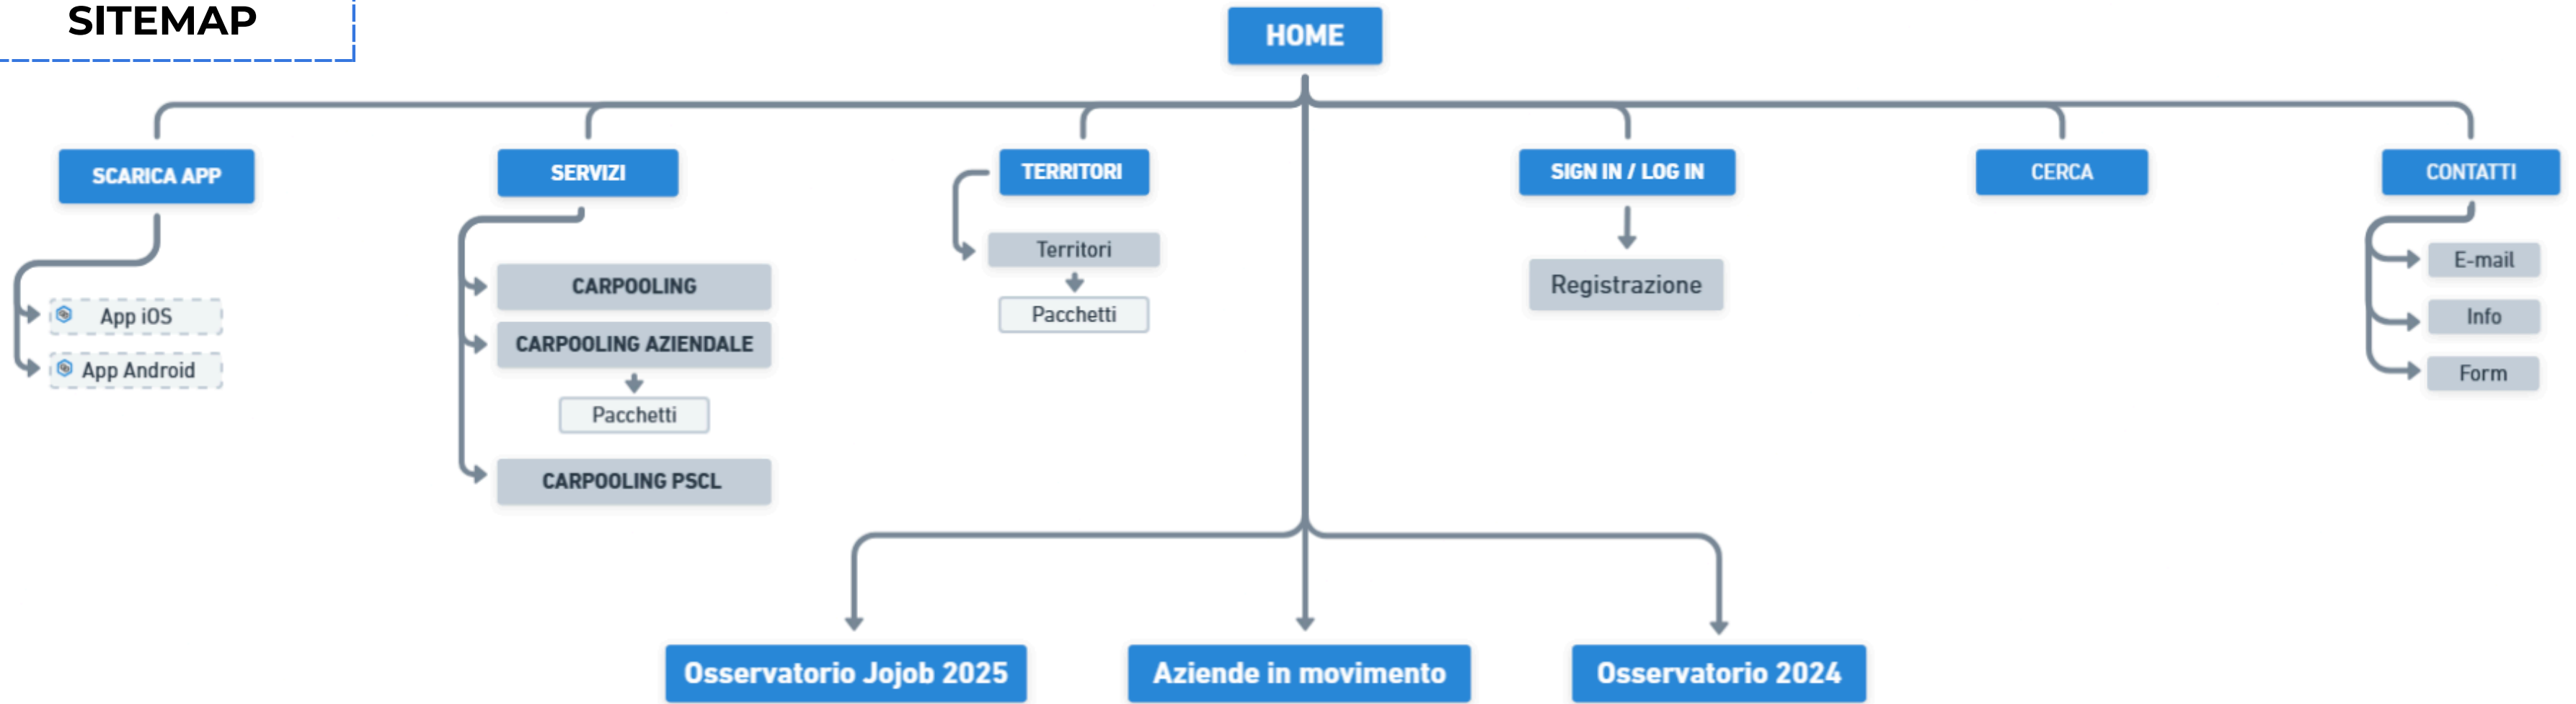 SITEMAP
HOME
SCARICA APP
SERVIZI
TERRITORI
SIGN IN / LOG IN
CERCA
CONTATTI
App iOS
App Android
CARPOOLING
CARPOOLING AZIENDALE
Pacchetti
CARPOOLING PSCL
Territori
Pacchetti
Registrazione
E-mail
Info
Form
Osservatorio Jojob 2025
Aziende in movimento
Osservatorio 2024